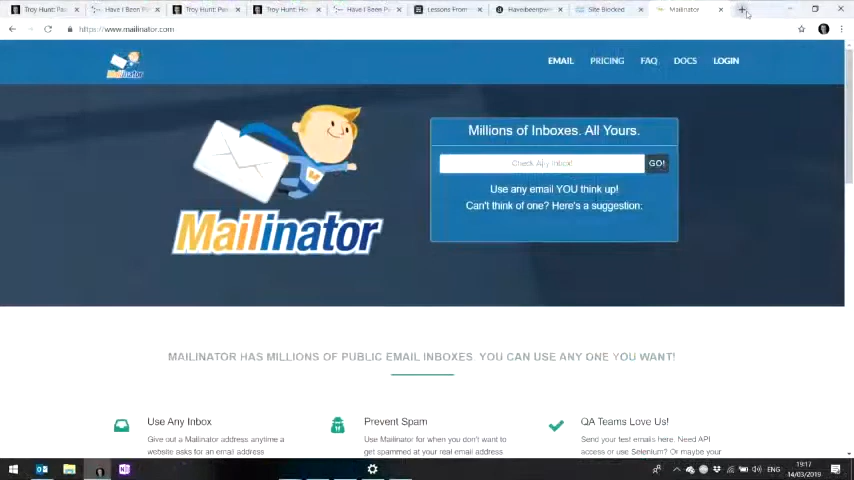 Troy Hunt: Pa
Have I Been P
Troy Hunt: Pw
Troy Hunt: He
Have I Been P
Lessons From
Haveibeenpw
Site Blocked
Mailinator
https://www.mailinator.com
Mailinator
EMAIL
PRICING
FAQ
DOCS
LOGIN
Mailinator
Millions of Inboxes. All Yours.
Check Any Inbox!
GO!
Use any email YOU think up!
Can't think of one? Here's a suggestion:
MAILINATOR HAS MILLIONS OF PUBLIC EMAIL INBOXES. YOU CAN USE ANY ONE YOU WANT!
Use Any Inbox
Give out a Mailinator address anytime a
website asks for an email address
Prevent Spam
Use Mailinator for when you don't want to
get spammed at your real email address
QA Teams Love Us!
Send your test emails here. Need API
access or use Selenium? Or maybe your
ENG
19:17
14/03/2019